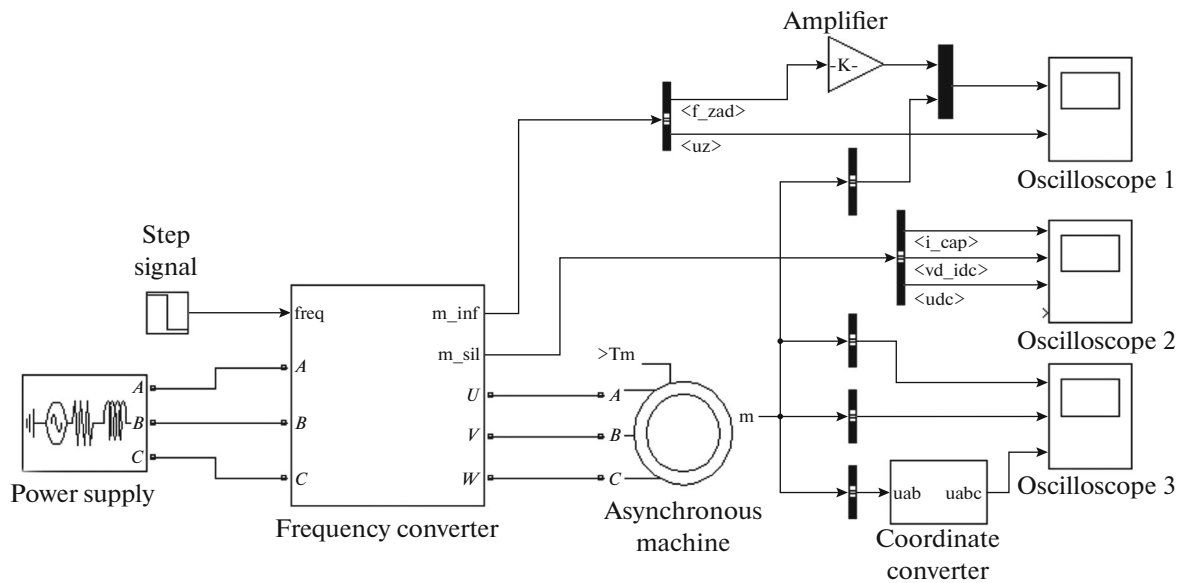 Amplifier
-K-
<f_zad>
<uz>
Oscilloscope 1
Step
signal
<i_cap>
<vd_idc>
<udc>
Oscilloscope 2
freq
m_inf
m_sil
>Tm
A
A
U
A
B
B
V
B
m
C
C
W
C
uab
uabc
Oscilloscope 3
Power supply
Frequency converter
Asynchronous
machine
Coordinate
converter